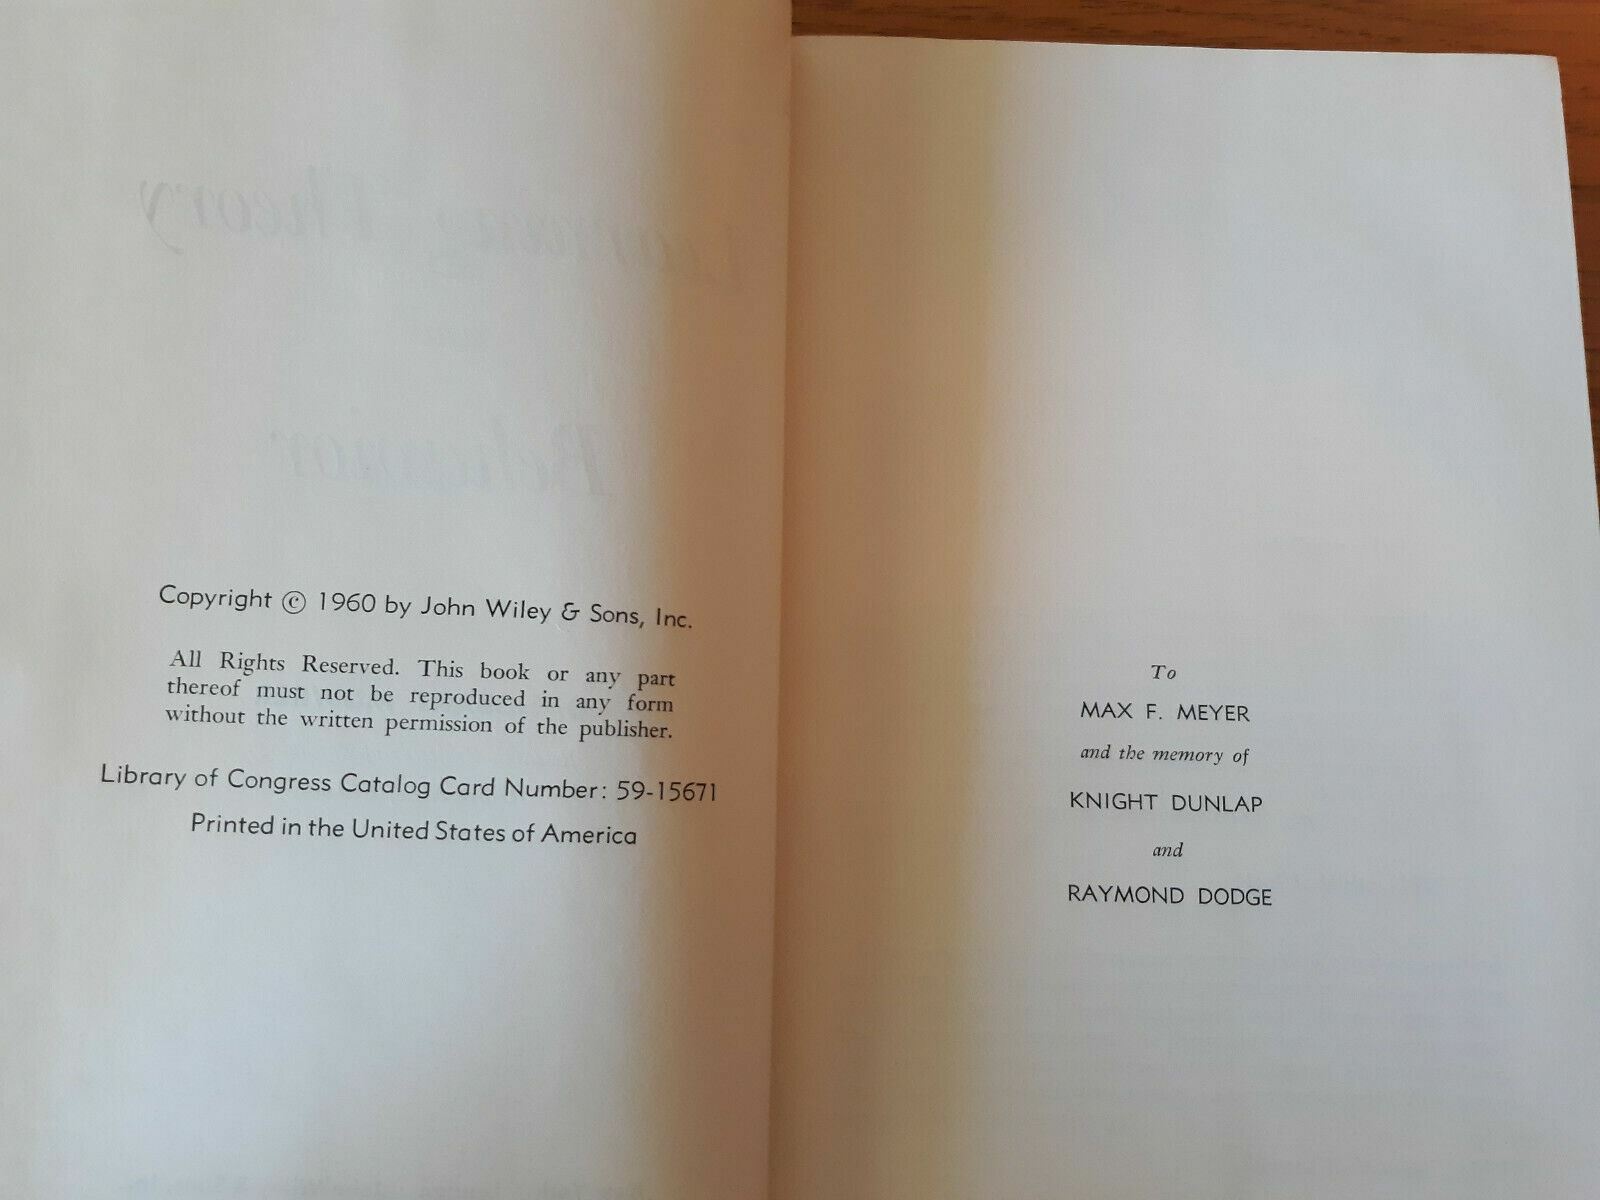 Copyright © 1960 by John Wiley & Sons, Inc.
All Rights Reserved. This book or any part
thereof must not be reproduced in any form
without the written permission of the publisher.
Library of Congress Catalog Card Number: 59-15671
Printed in the United States of America
To
MAX F. MEYER
and the memory of
KNIGHT DUNLAP
and
RAYMOND DODGE